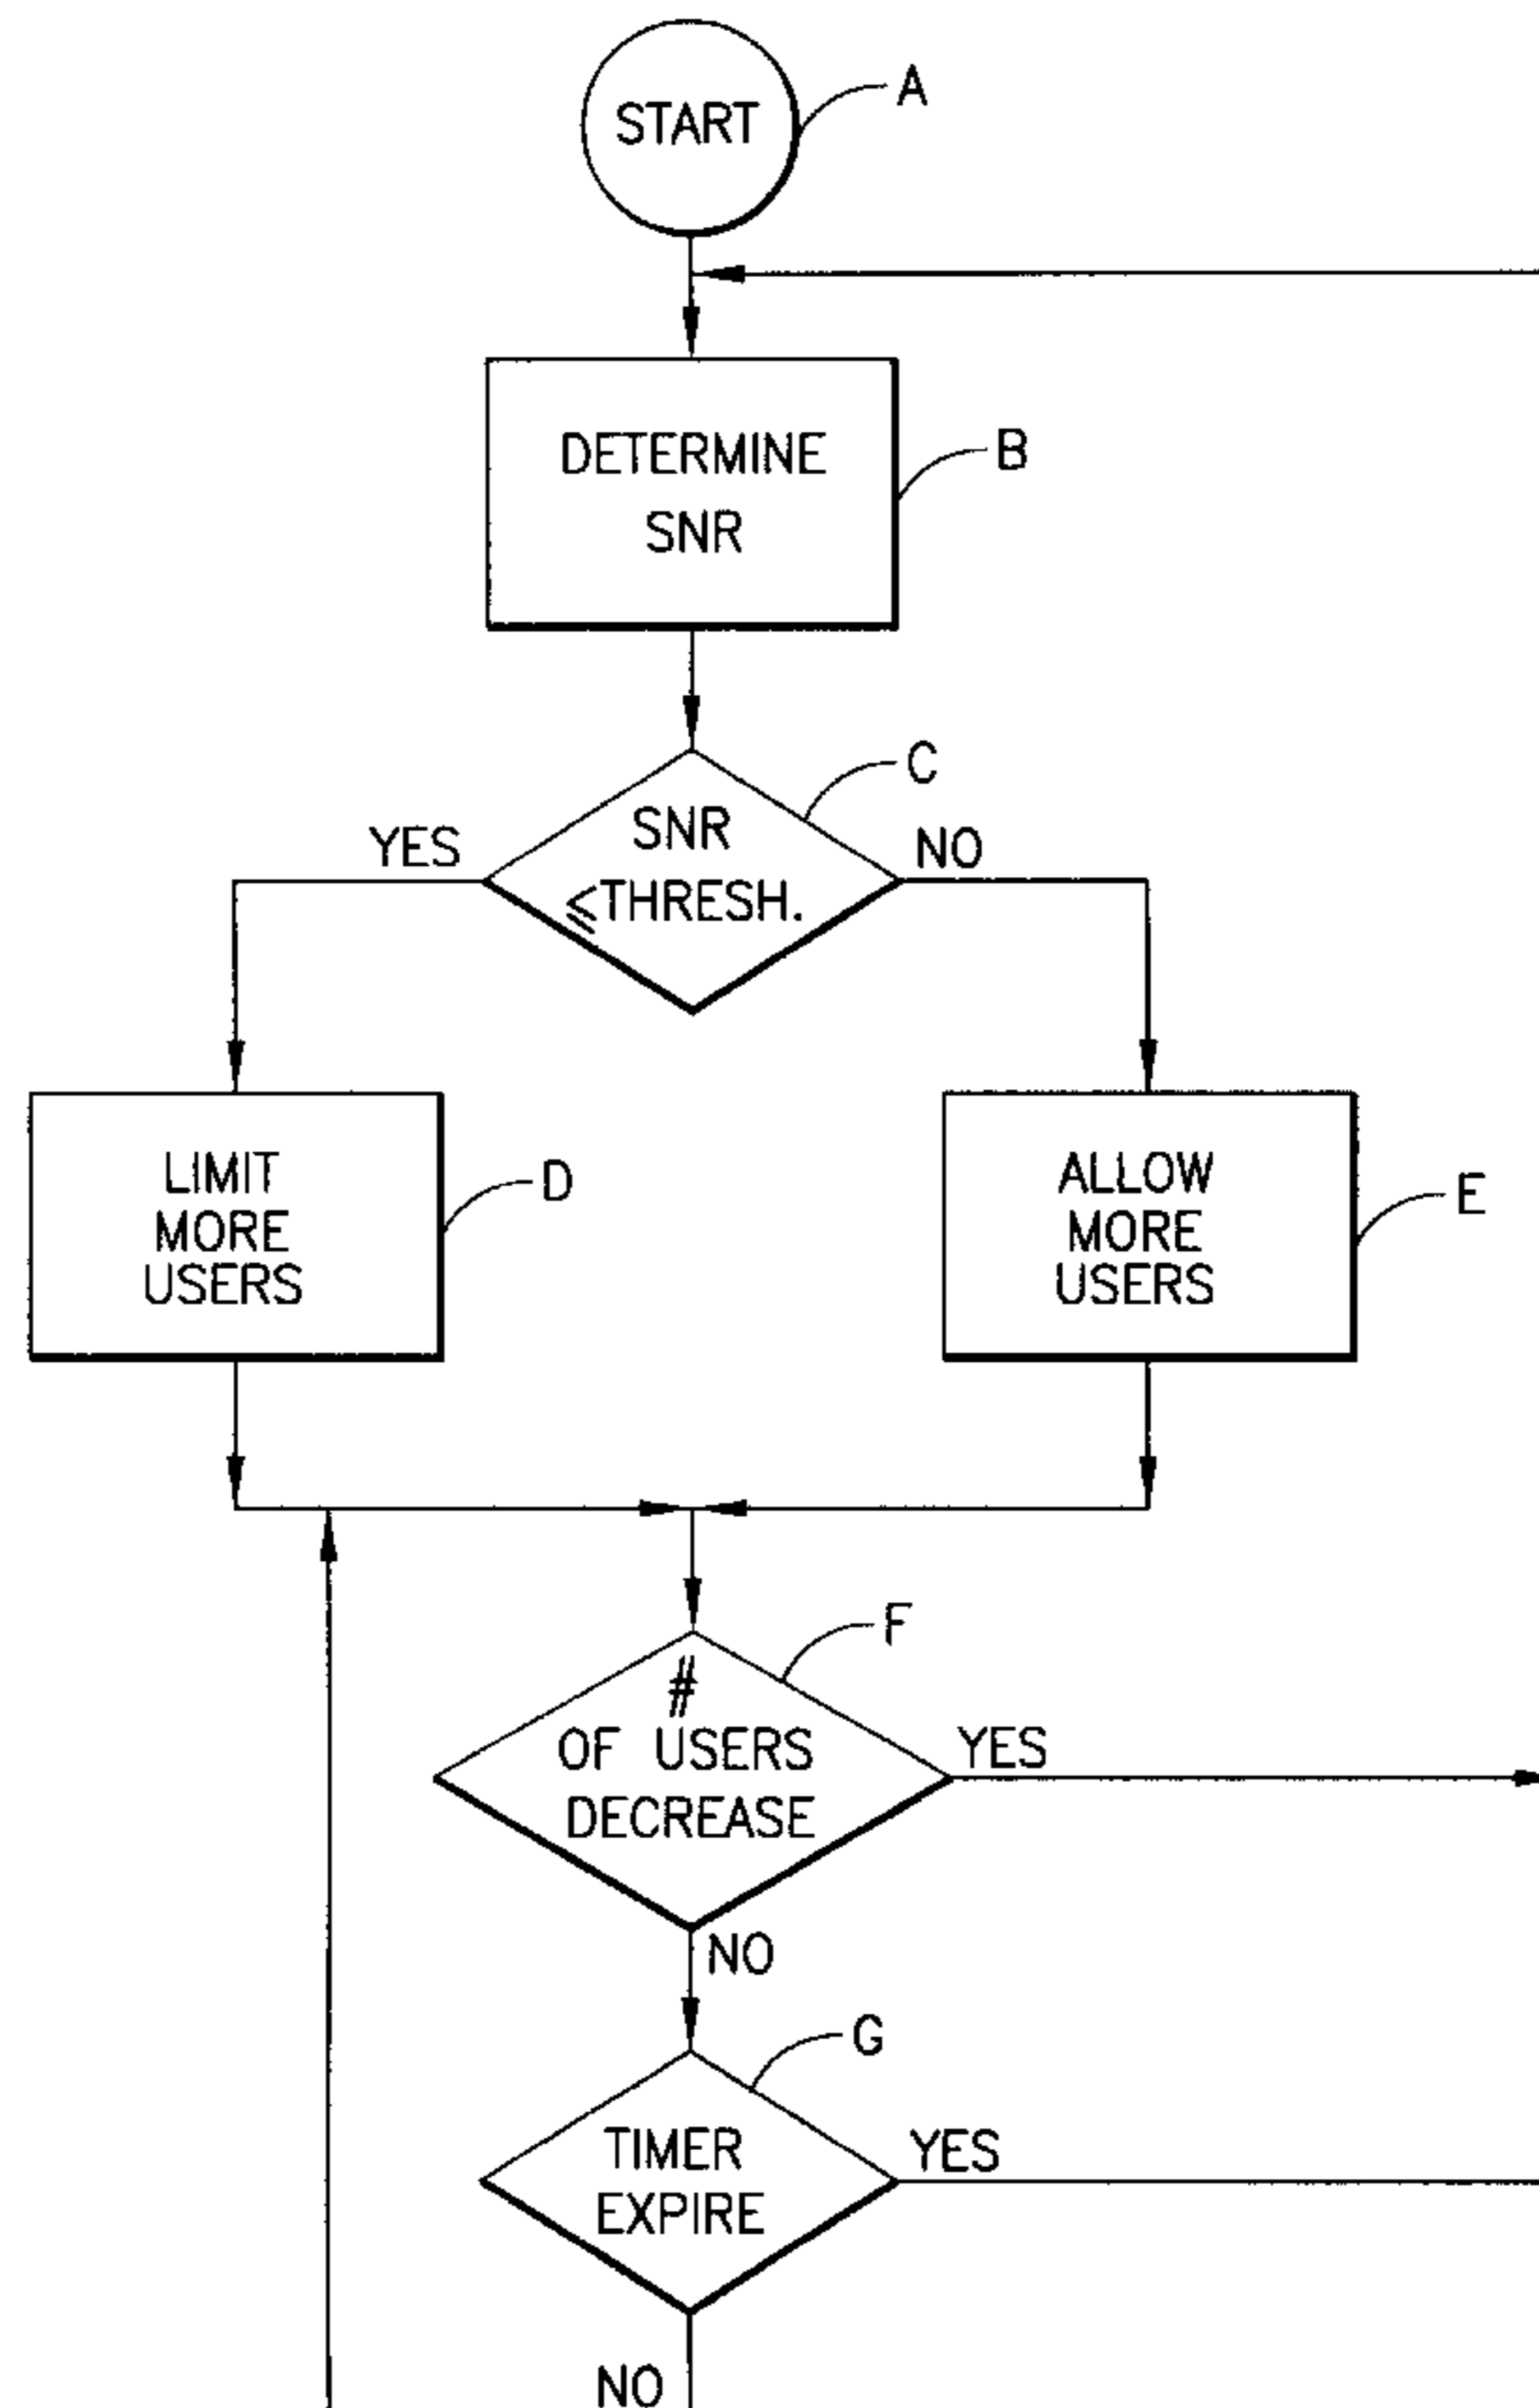 START
A
DETERMINE
SNR
B
C
YES
SNR
≤THRESH.
NO
LIMIT
MORE
USERS
D
ALLOW
MORE
USERS
E
F
#
OF USERS
DECREASE
YES
NO
G
TIMER
EXPIRE
YES
NO